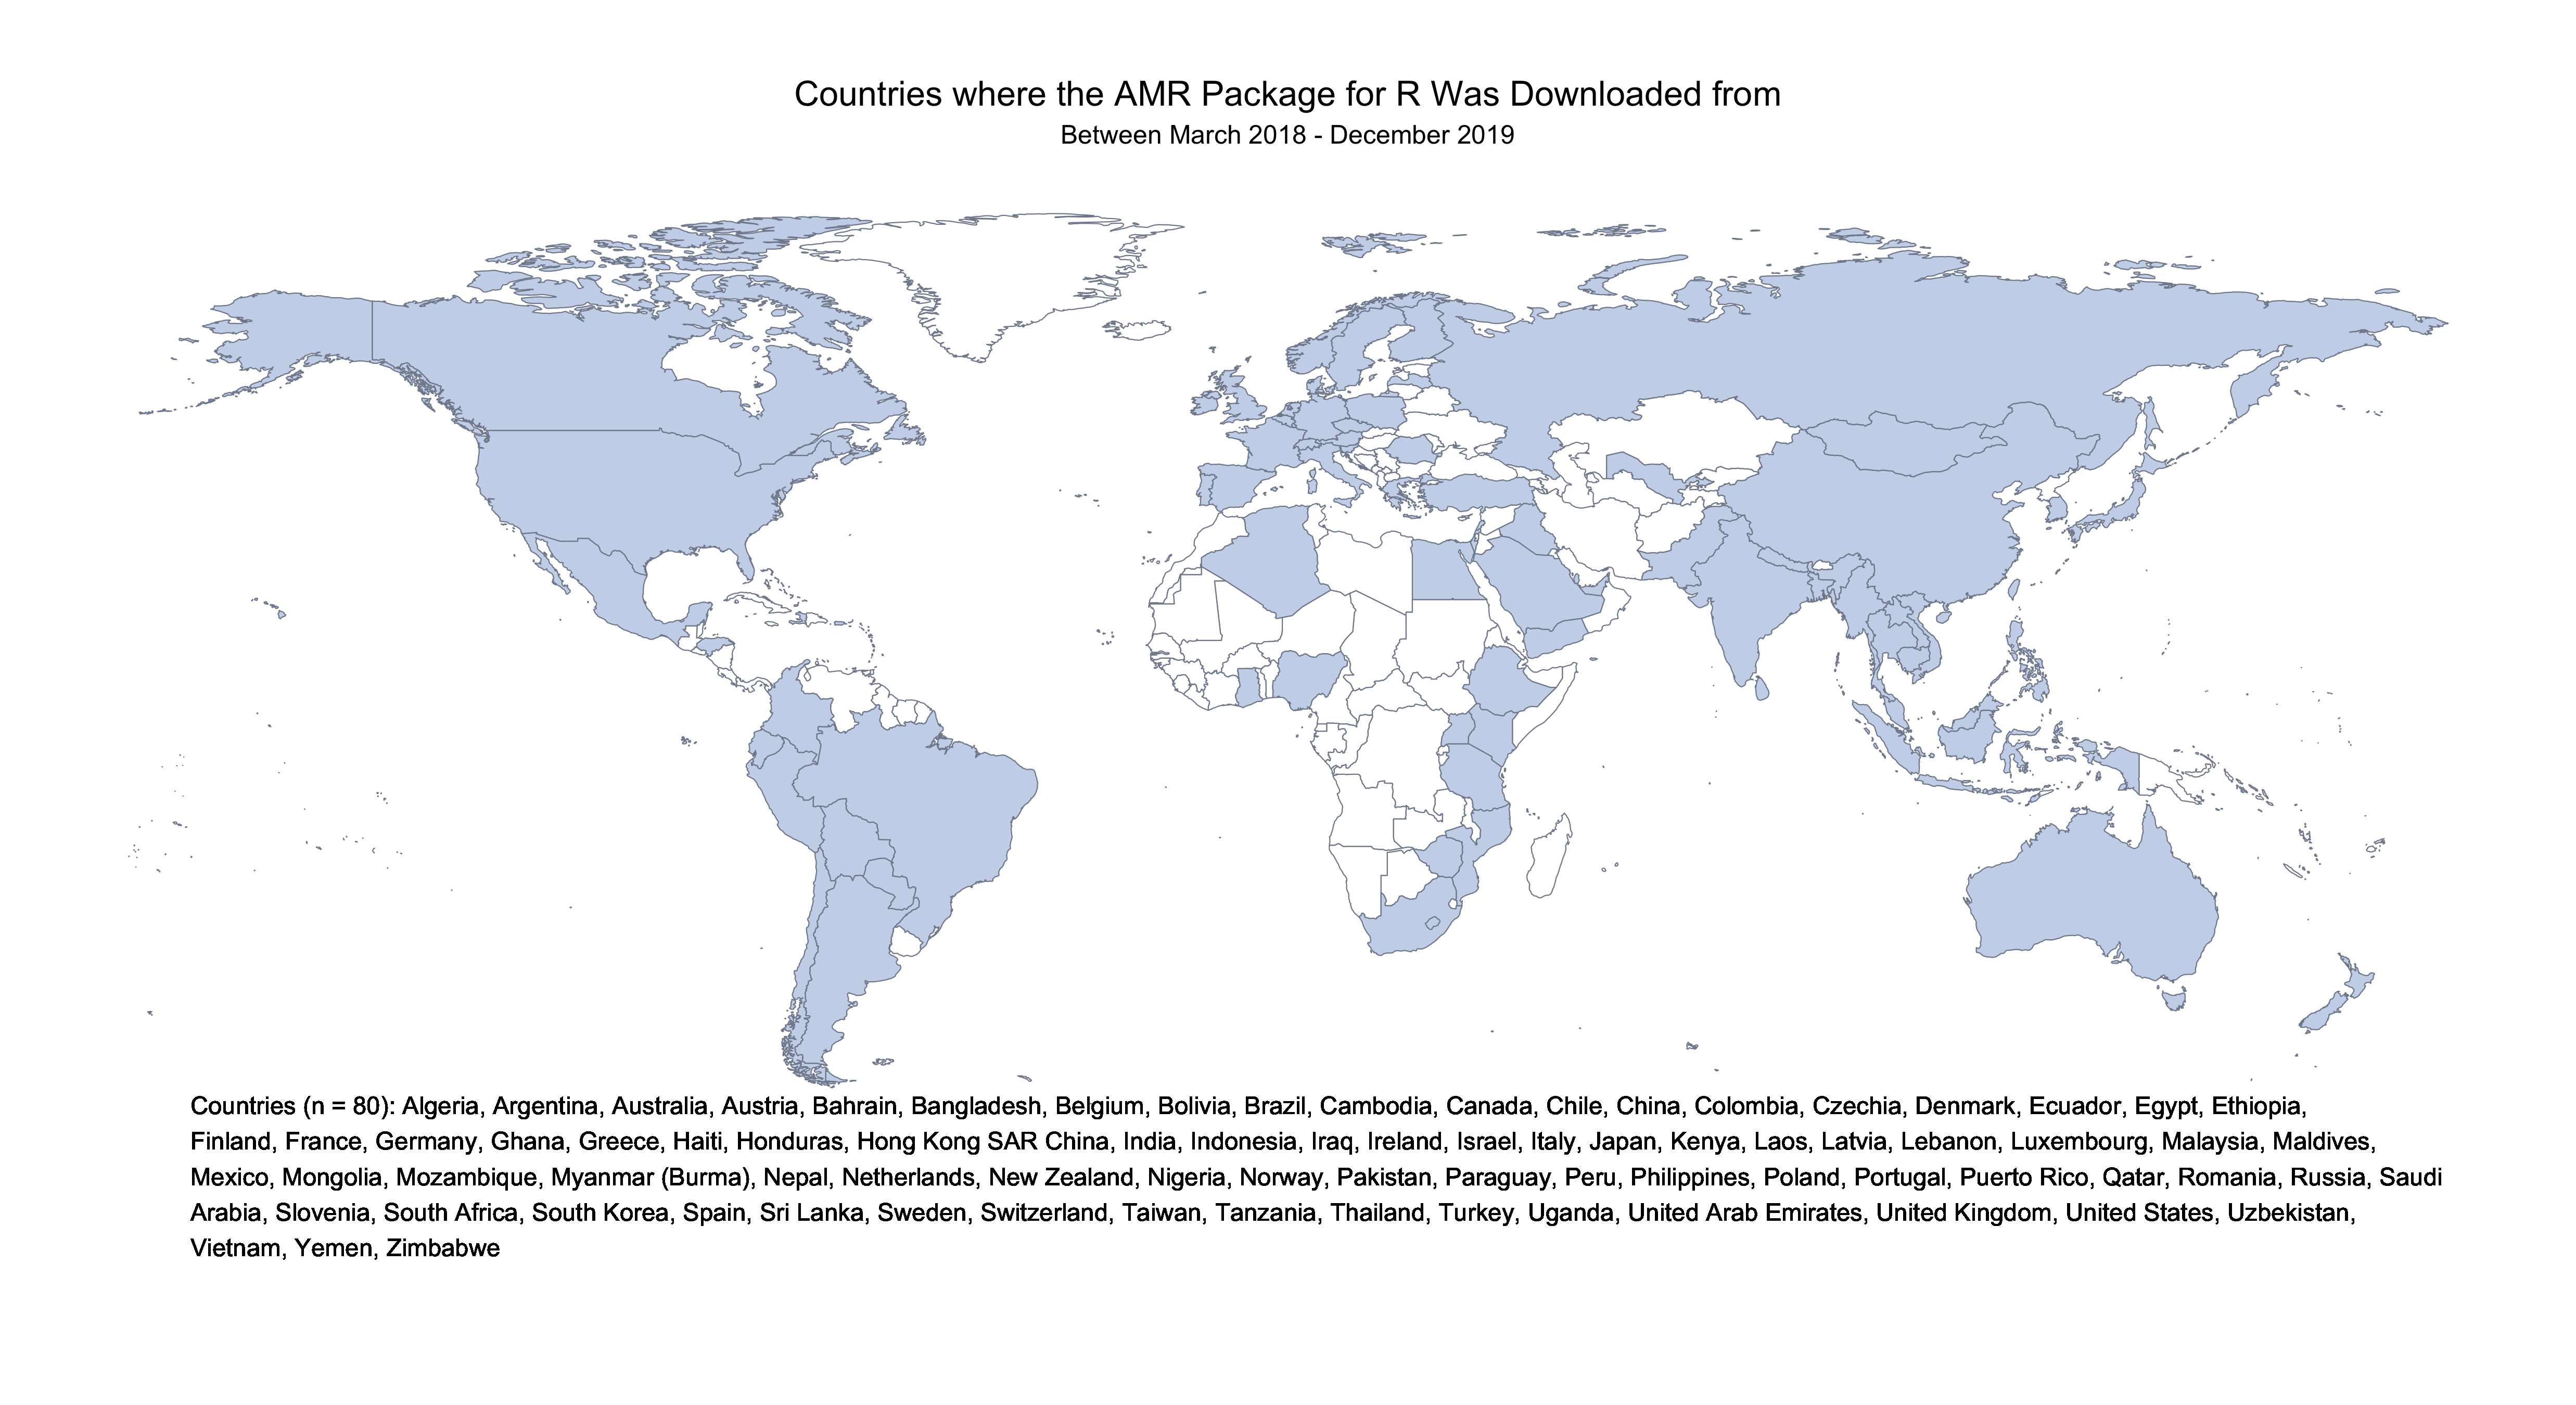 Countries where the AMR Package for R Was Downloaded from
Between March 2018 - December 2019
Countries (n = 80): Algeria, Argentina, Australia, Austria, Bahrain, Bangladesh, Belgium, Bolivia, Brazil, Cambodia, Canada, Chile, China, Colombia, Czechia, Denmark, Ecuador, Egypt, Ethiopia,
Finland, France, Germany, Ghana, Greece, Haiti, Honduras, Hong Kong SAR China, India, Indonesia, Iraq, Ireland, Israel, Italy, Japan, Kenya, Laos, Latvia, Lebanon, Luxembourg, Malaysia, Maldives,
Mexico, Mongolia, Mozambique, Myanmar (Burma), Nepal, Netherlands, New Zealand, Nigeria, Norway, Pakistan, Paraguay, Peru, Philippines, Poland, Portugal, Puerto Rico, Qatar, Romania, Russia, Saudi
Arabia, Slovenia, South Africa, South Korea, Spain, Sri Lanka, Sweden, Switzerland, Taiwan, Tanzania, Thailand, Turkey, Uganda, United Arab Emirates, United Kingdom, United States, Uzbekistan,
Vietnam, Yemen, Zimbabwe